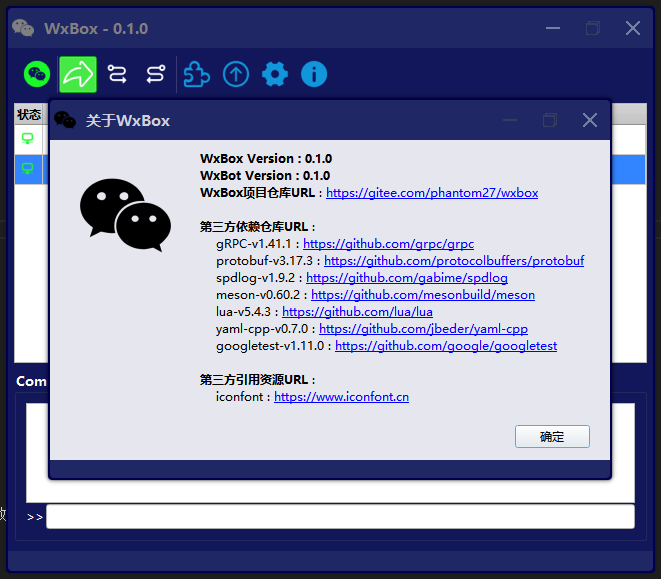 WxBox - 0.1.0
状态
关于WxBox
WxBox Version : 0.1.0
WxBot Version : 0.1.0
WxBox项目仓库URL : https://gitee.com/phantom27/wxbox
第三方依赖仓库URL :
gRPC-v1.41.1 : https://github.com/grpc/grpc
protobuf-v3.17.3 : https://github.com/protocolbuffers/protobuf
spdlog-v1.9.2 : https://github.com/gabime/spdlog
meson-v0.60.2 : https://github.com/mesonbuild/meson
lua-v5.4.3 : https://github.com/lua/lua
yaml-cpp-v0.7.0 : https://github.com/jbeder/yaml-cpp
googletest-v1.11.0 : https://github.com/google/googletest
第三方引用资源URL :
iconfont : https://www.iconfont.cn
确定
Com
>>